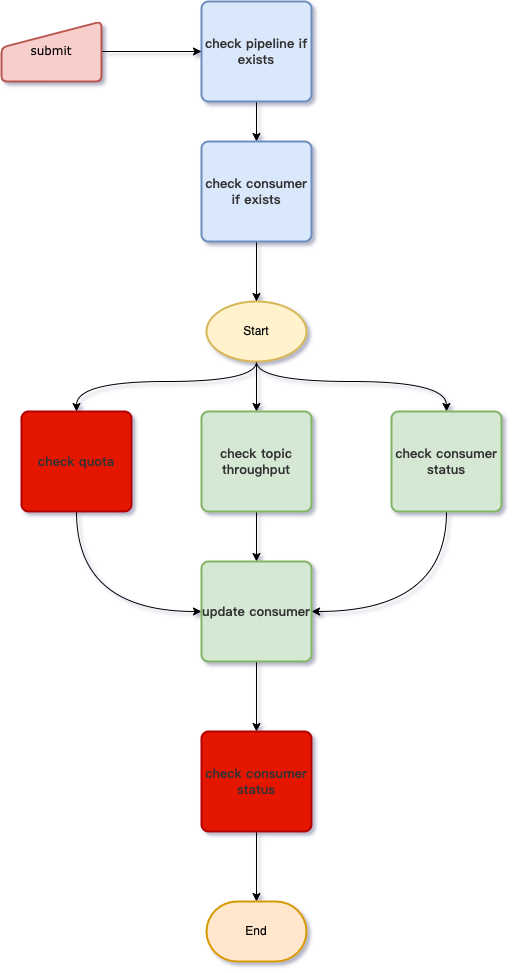 submit
check pipeline if
exists
check consumer
if exists
Start
check quota
check topic
throughput
check consumer
status
update consumer
check consumer
status
End